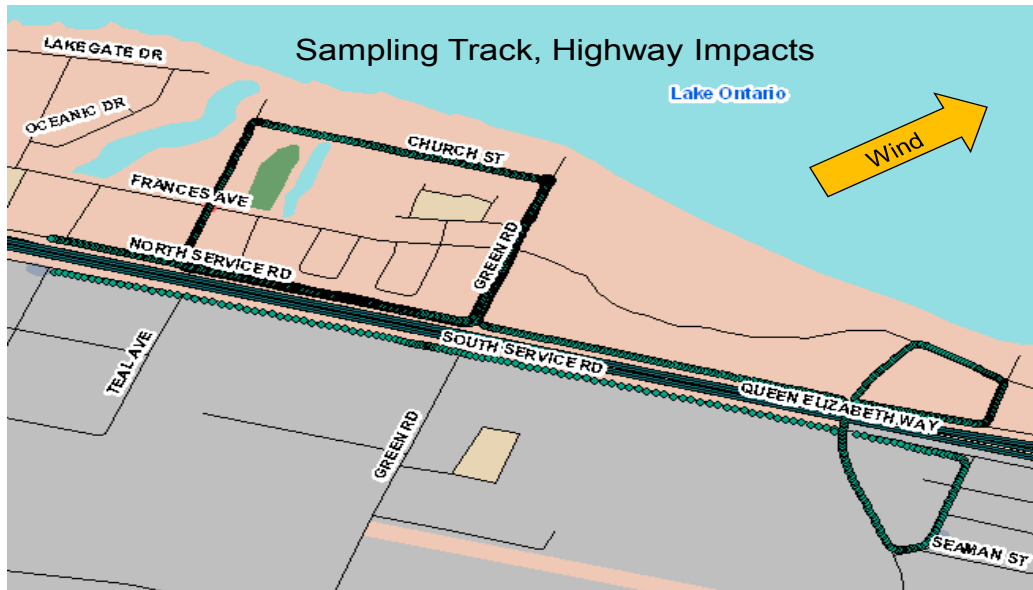 LAKEGATE DR
Sampling Track, Highway Impacts
Lake Ontario
OCEANIC DR
CHURCH ST
Wind
FRANCES AVE
NORTH SERVICE RD
GREEN RD
SOUTH SERVICE RD
TEAL AVE
QUEEN ELIZABETH WAY
GREEN RD
SEAMAN ST